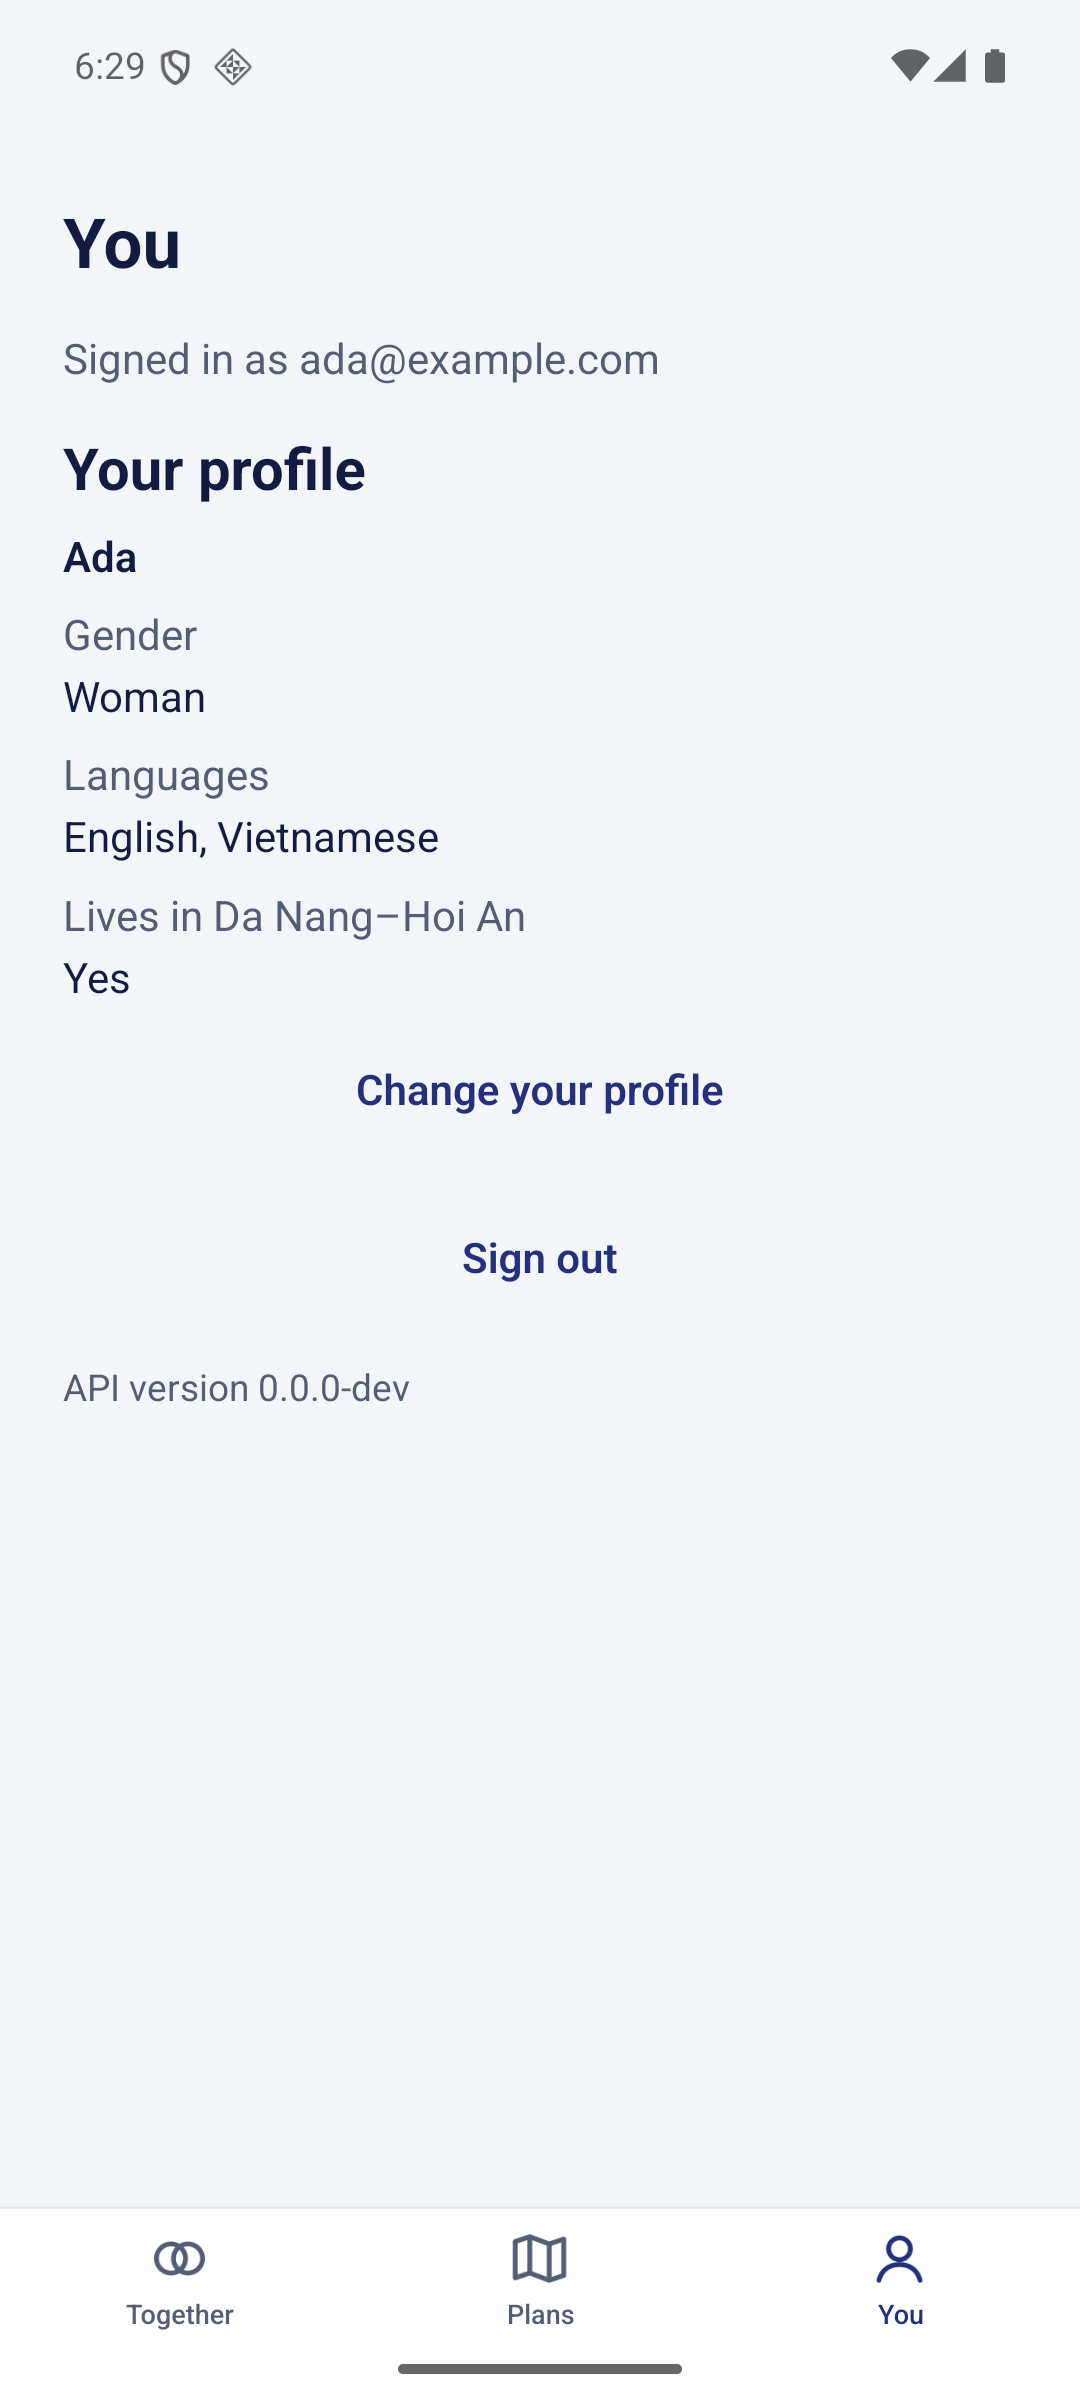 6:29
You
Signed in as ada@example.com
Your profile
Ada
Gender
Woman
Languages
English, Vietnamese
Lives in Da Nang–Hoi An
Yes
Change your profile
Sign out
API version 0.0.0-dev
Together
Plans
You